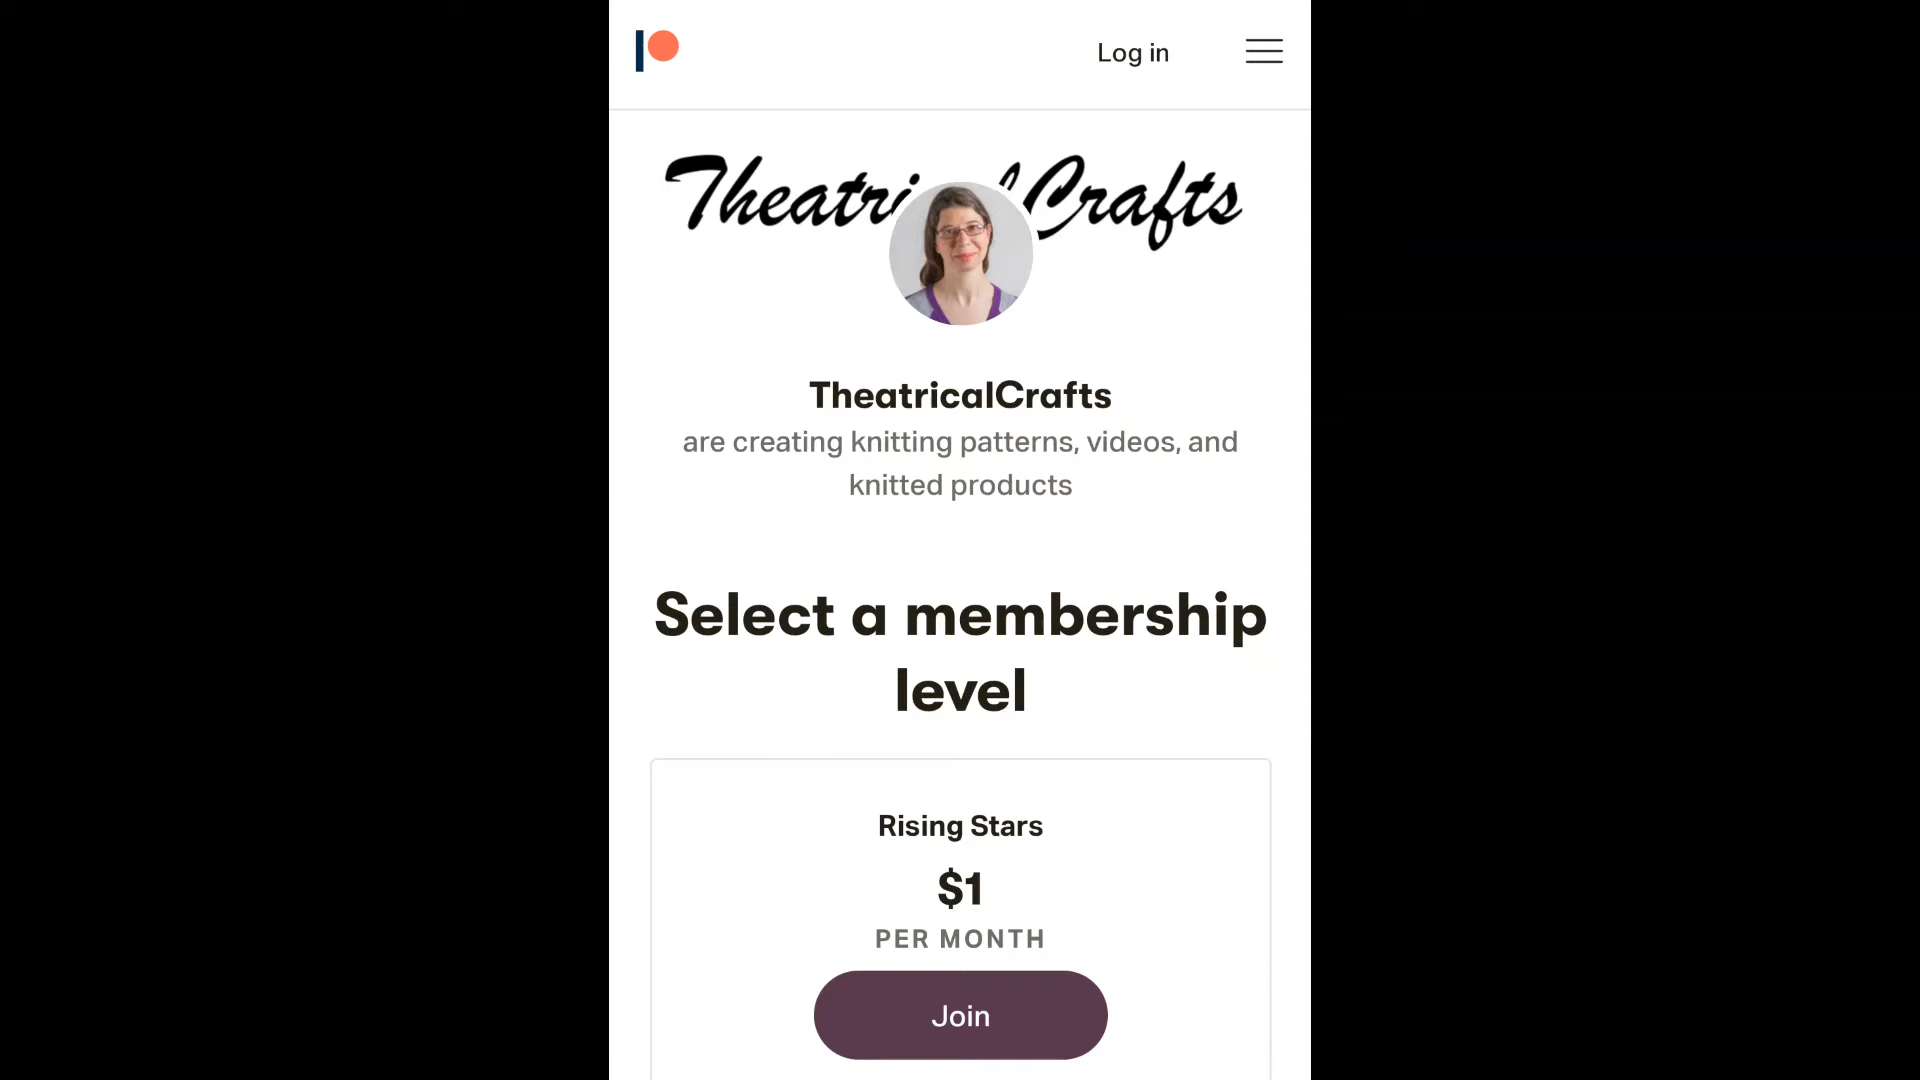 Log in
Theatri l Crafts
TheatricalCrafts
are creating knitting patterns, videos, and
knitted products
Select a membership
level
Rising Stars
$1
PER MONTH
Join